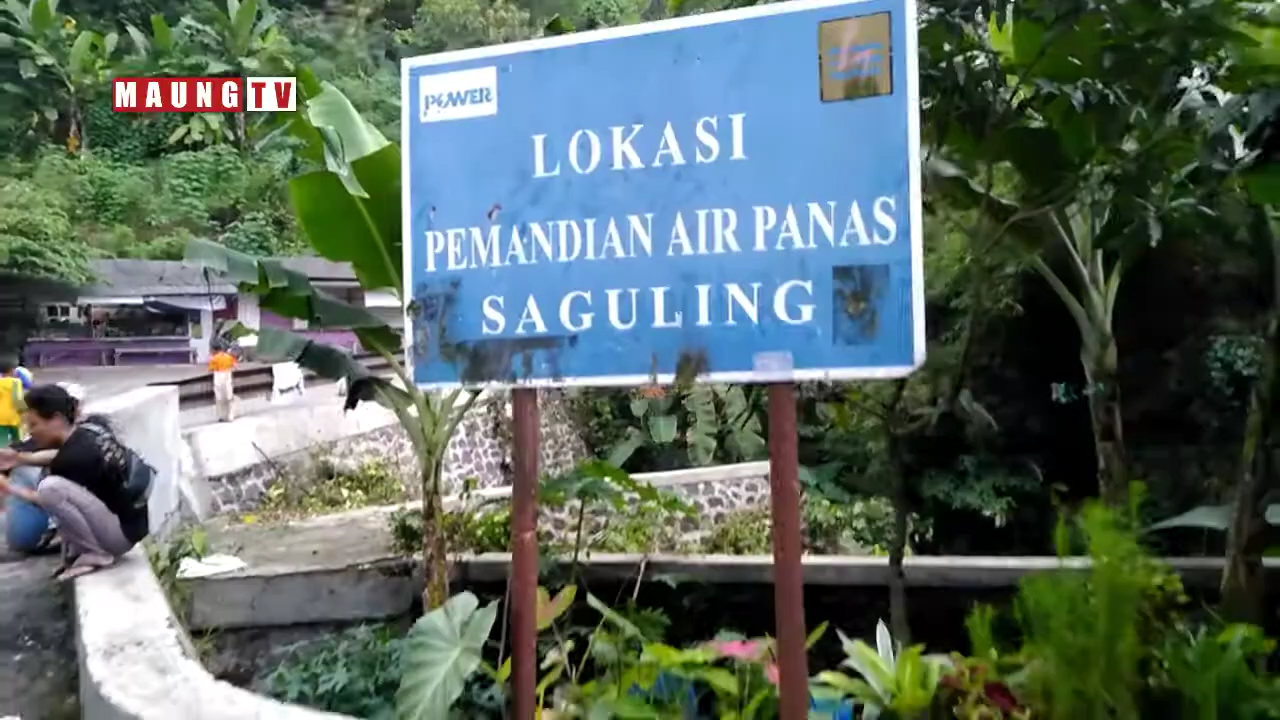 MAUNG TV
POWER
LOKASI
PEMANDIAN AIR PANAS
SAGULING